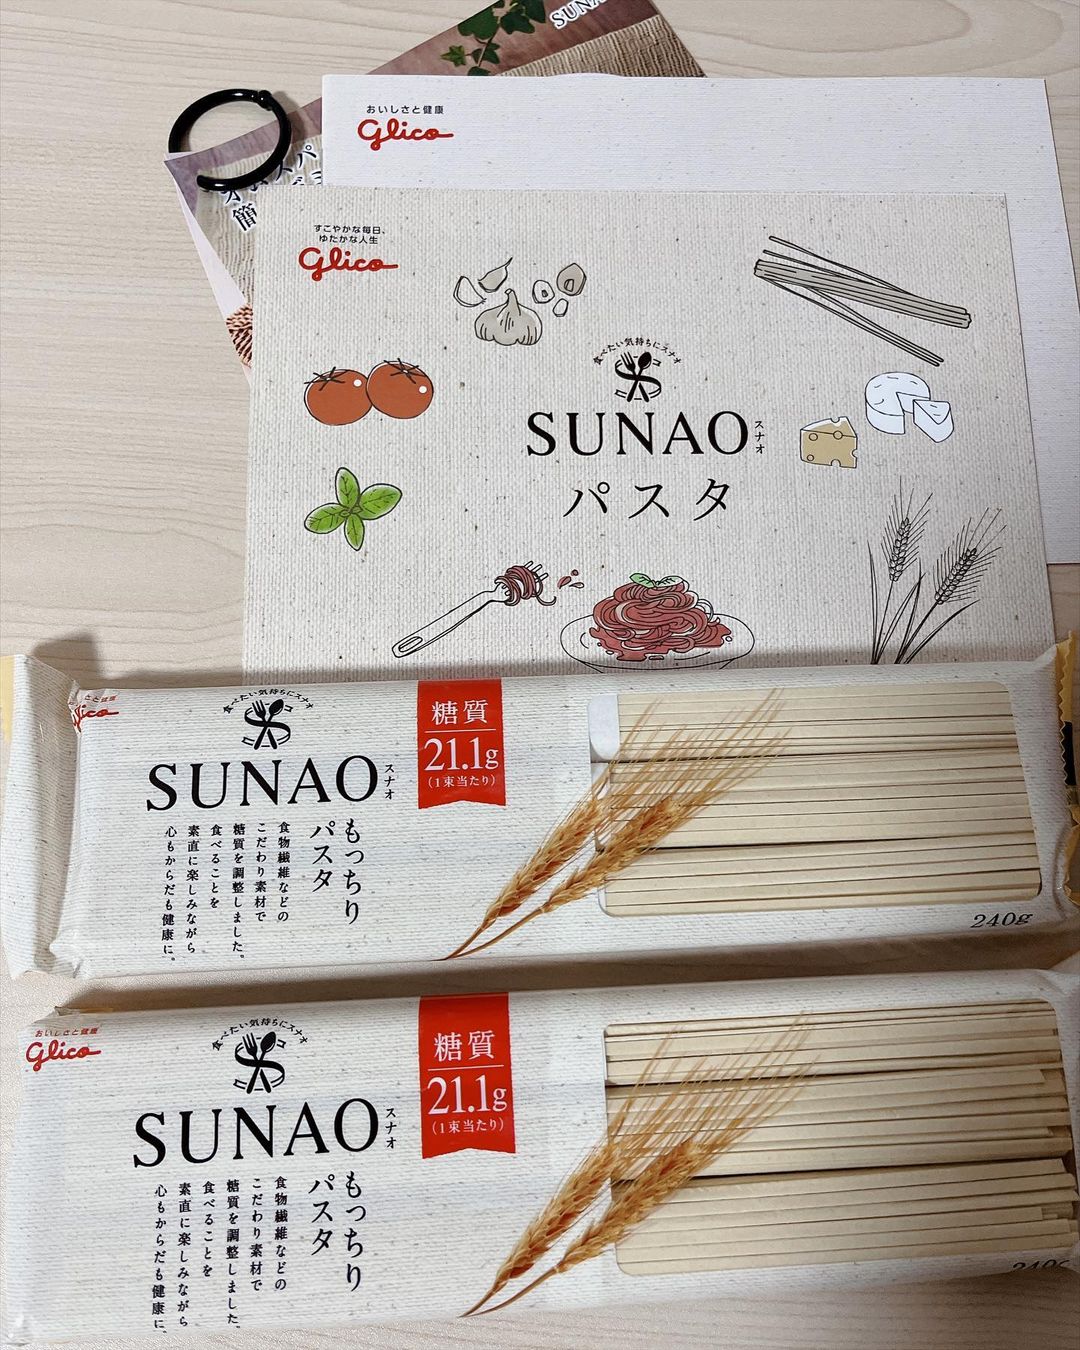 SUNA
おいしさと健康
Glico
すこやかな毎日、
ゆたかな人生
Glico
食べたい気持ちにスナオ
SUNAO
スナオ
パスタ
さと健康
Glico
食べたい気持ちにスナオ
SUNAO
スナオ
糖質
21.1g
(1束当たり)
もっちり
パスタ
食物繊維などの
こだわり素材で
糖質を調整しました。
食べることを
素直に楽しみながら
心もからだも健康に。
240g
おいしさと健康
Glico
食べたい気持ちにスナオ
SUNAO
スナオ
糖質
21.1g
(1束当たり)
もっちり
パスタ
食物繊維などの
こだわり素材で
糖質を調整しました。
食べることを
素直に楽しみながら
心もからだも健康に。
240g